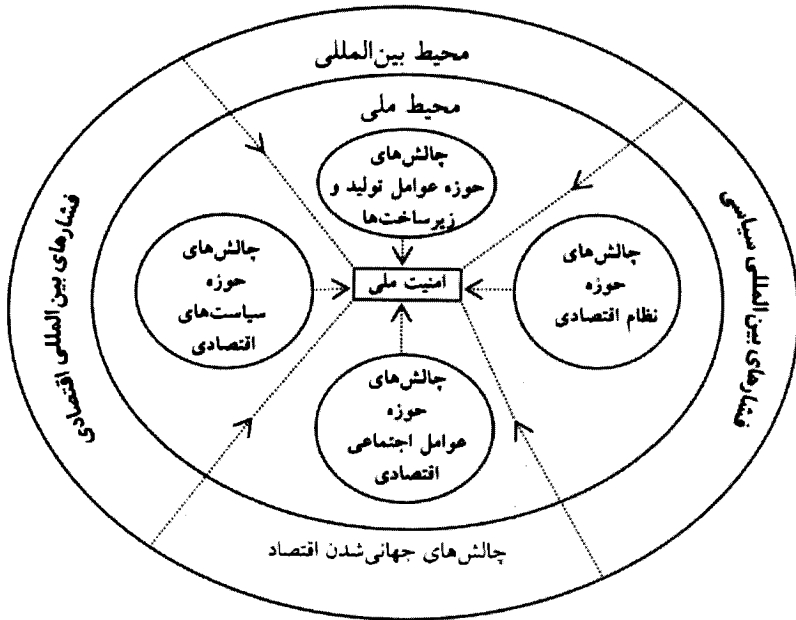 محیط بین‌المللی
محیط ملی
چالش‌های
حوزه عوامل تولید و
زیرساخت‌ها
فشارهای بین‌المللی سیاسی
چالش‌های
حوزه
نظام اقتصادی
امنیت ملی
چالش‌های
حوزه
سیاست‌های
اقتصادی
فشارهای بین‌المللی اقتصادی
چالش‌های
حوزه
عوامل اجتماعی
اقتصادی
چالش‌های جهانی‌شدن اقتصاد